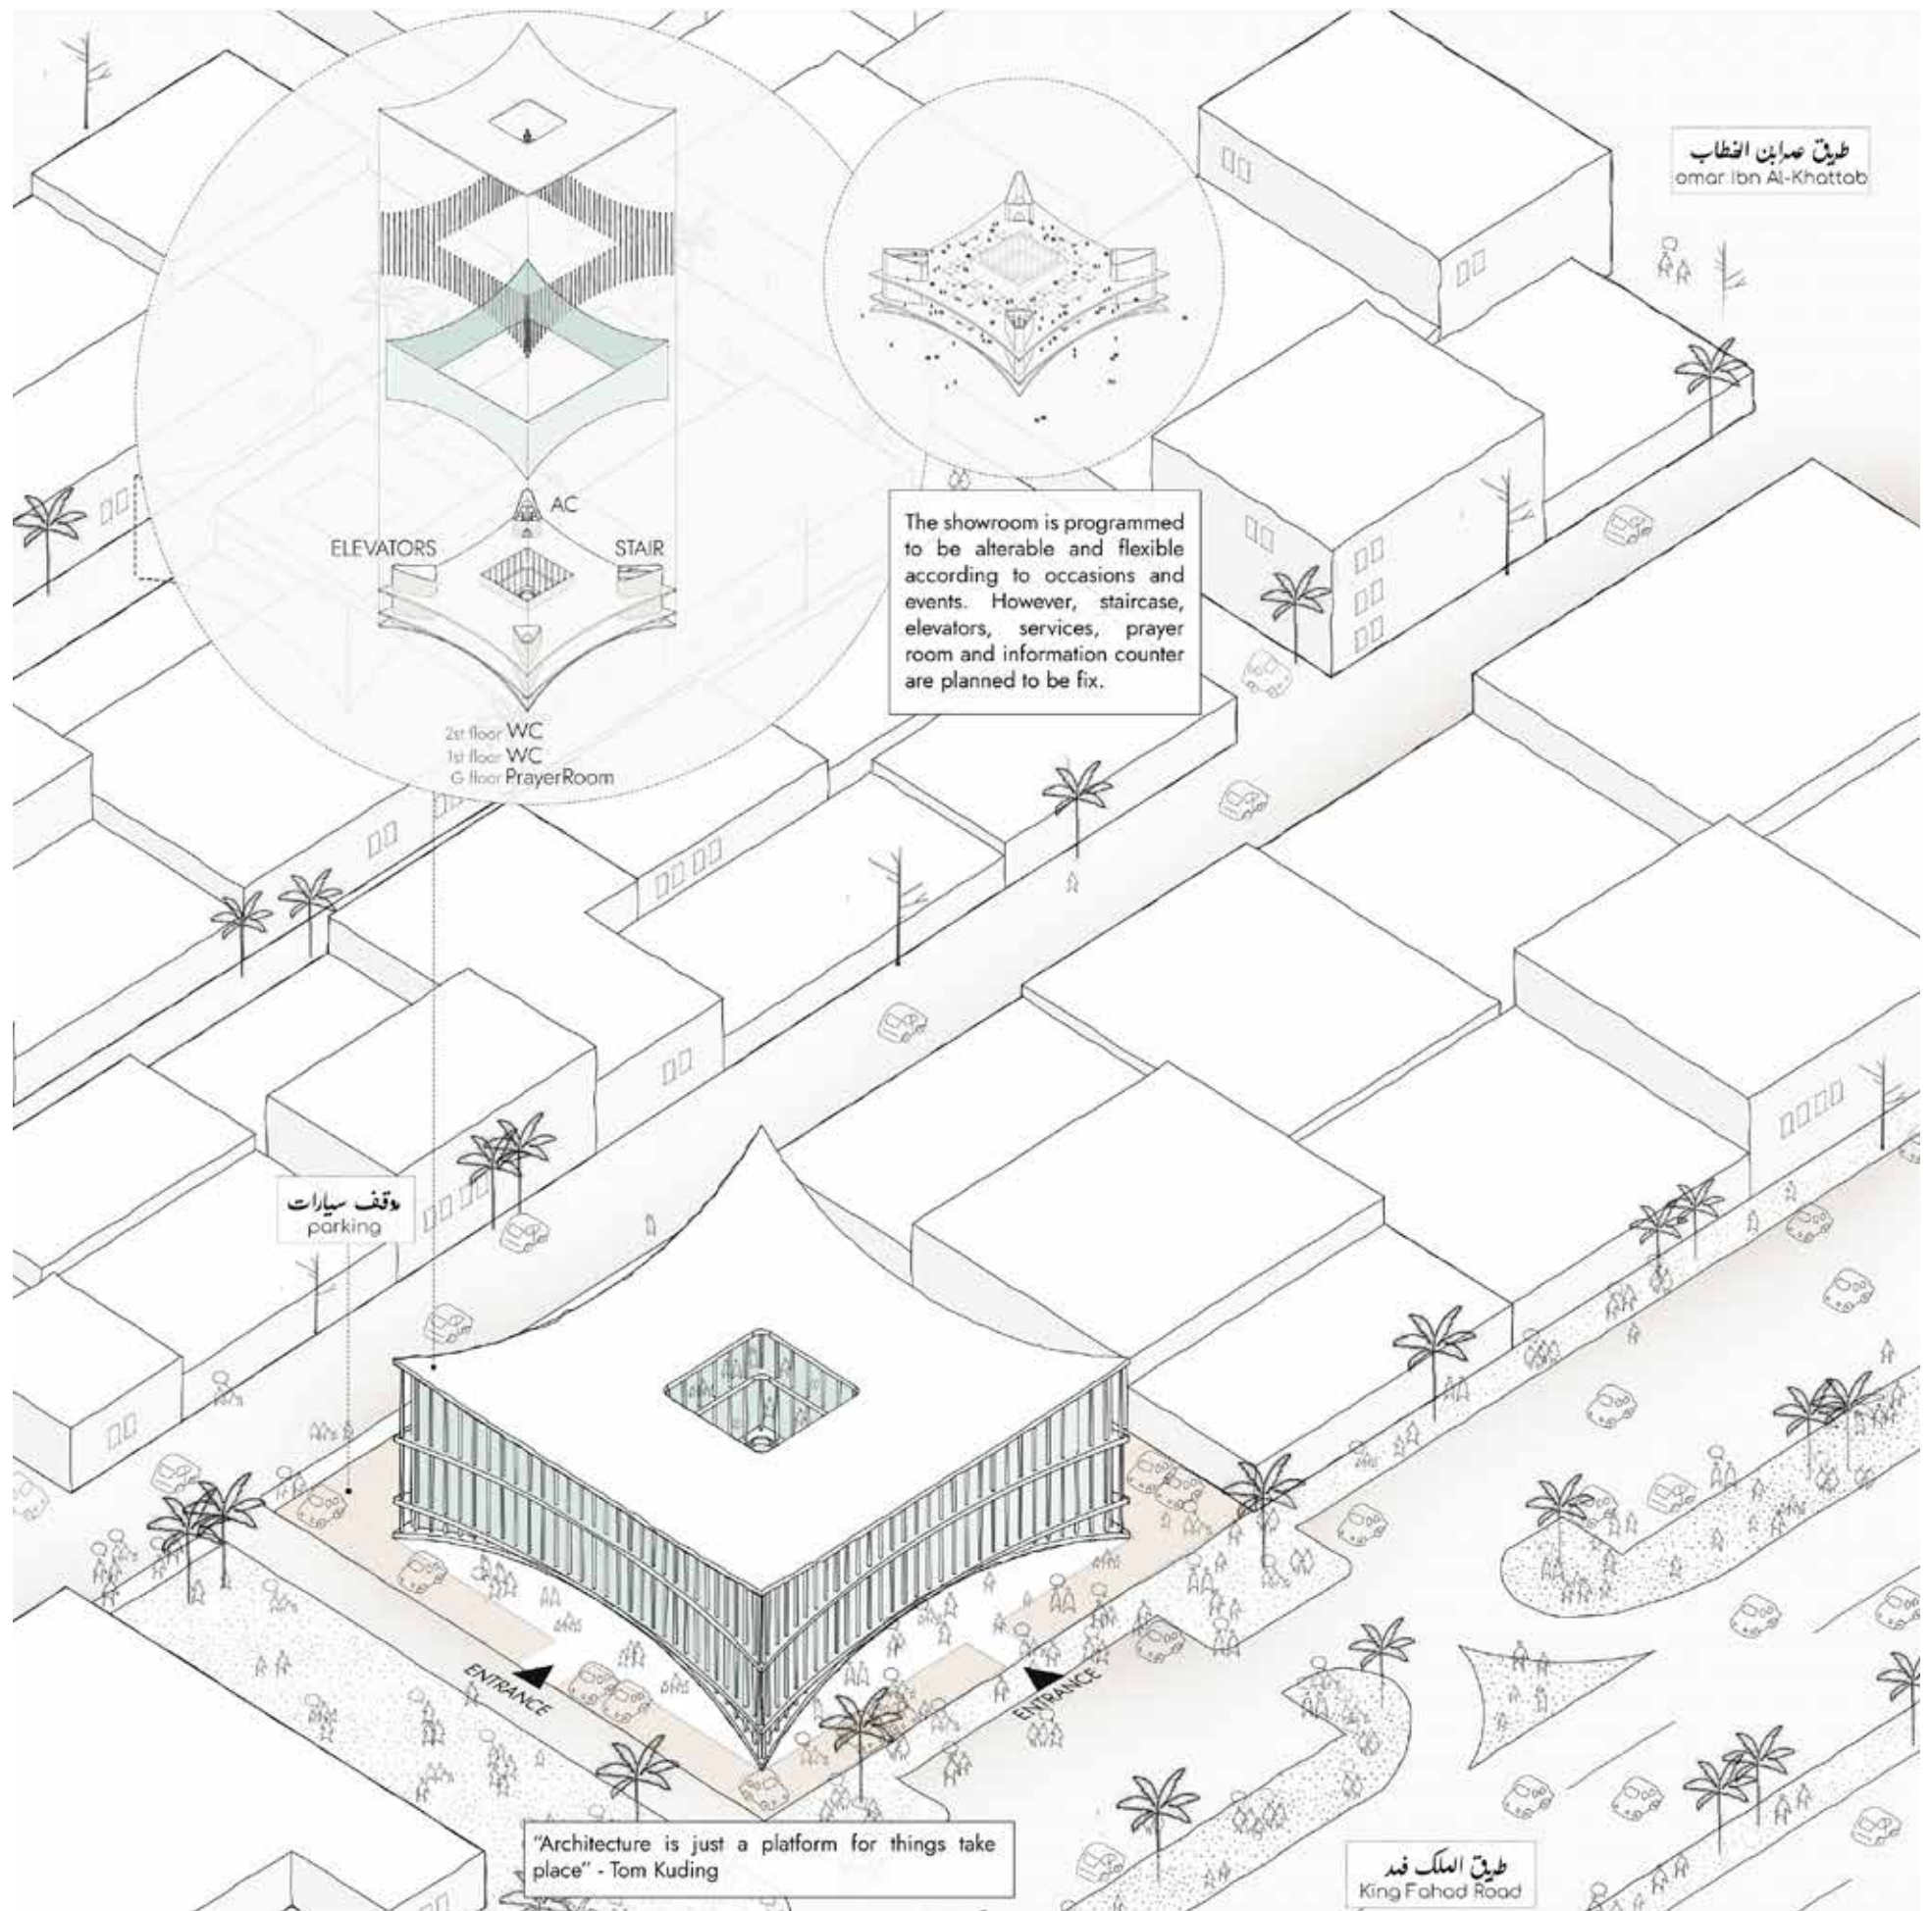 طريق عمر ابن الخطاب
omar Ibn Al-Khattab
AC
ELEVATORS
STAIR
The showroom is programmed
to be alterable and flexible
according to occasions and
events. However, staircase,
elevators, services, prayer
room and information counter
are planned to be fix.
2st floor WC
1st floor WC
G floor PrayerRoom
موقف سيارات
parking
ENTRANCE
ENTRANCE
"Architecture is just a platform for things take
place" - Tom Kuding
طريق الملك فهد
King Fahad Road